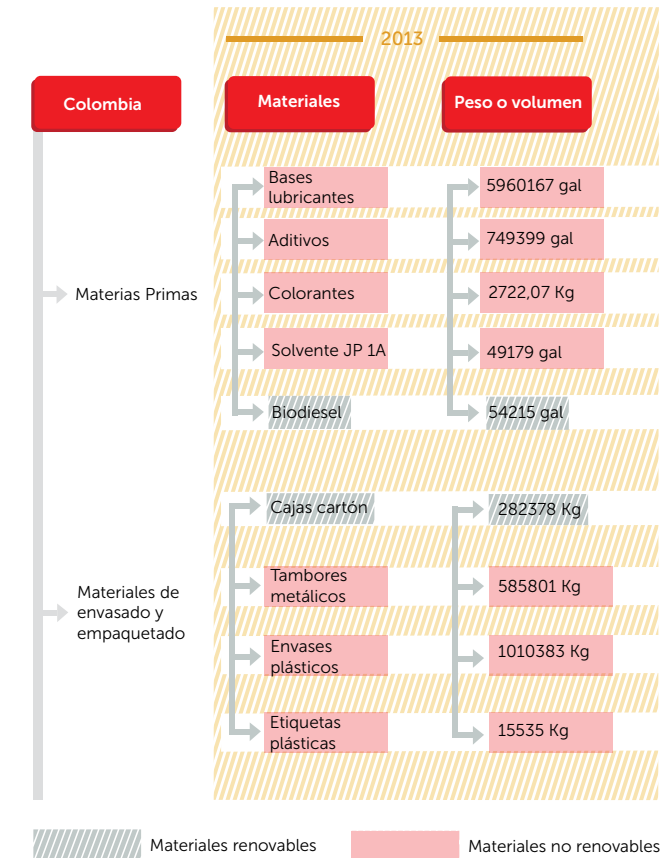 2013
Colombia
Materiales
Peso o volumen
Materias Primas
Bases
lubricantes
5960167 gal
Aditivos
749399 gal
Colorantes
2722,07 Kg
Solvente JP 1A
49179 gal
Biodiesel
54215 gal
Materiales de
envasado y
empaquetado
Cajas cartón
282378 Kg
Tambores
metálicos
585801 Kg
Envases
plásticos
1010383 Kg
Etiquetas
plásticas
15535 Kg
Materiales renovables
Materiales no renovables